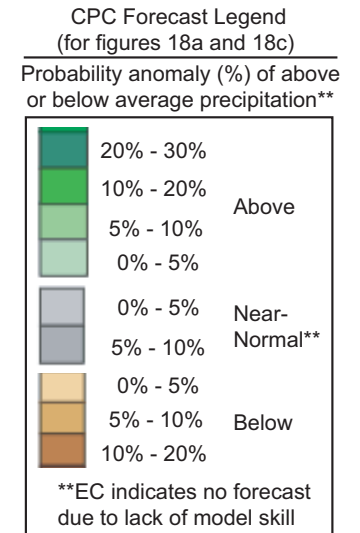 CPC Forecast Legend
(for figures 18a and 18c)
Probability anomaly (%) of above
or below average precipitation**
20% - 30%
10% - 20%
Above
5% - 10%
0% - 5%
0% - 5%
Near-
Normal**
5% - 10%
0% - 5%
5% - 10%
Below
10% - 20%
**EC indicates no forecast
due to lack of model skill